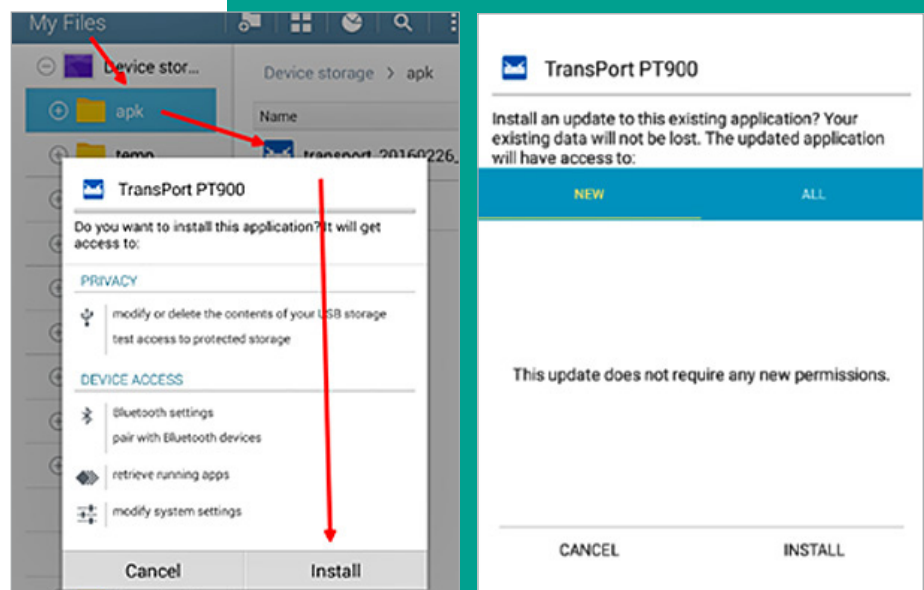 My Files
Device stor...
Device storage > apk
apk
Name
temp
transport_20160226_
TransPort PT900
Do you want to install this application? It will get
access to:
PRIVACY
modify or delete the contents of your USB storage
test access to protected storage
DEVICE ACCESS
Bluetooth settings
pair with Bluetooth devices
retrieve running apps
modify system settings
Cancel
Install
TransPort PT900
Install an update to this existing application? Your
existing data will not be lost. The updated application
will have access to:
NEW
ALL
This update does not require any new permissions.
CANCEL
INSTALL